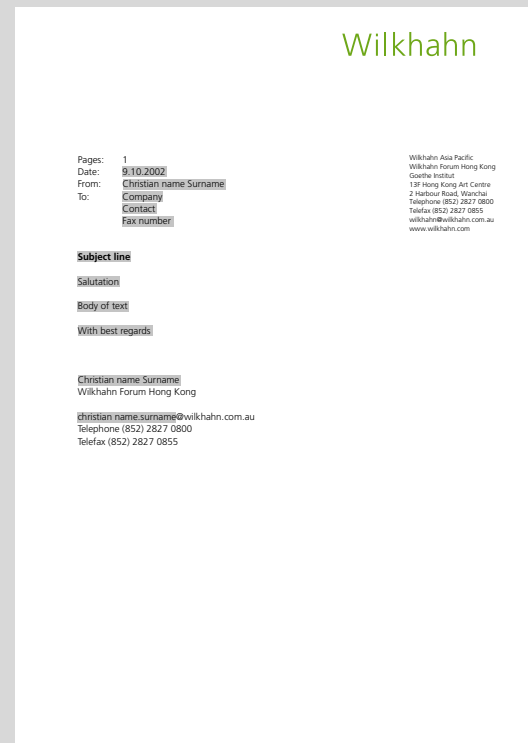 Wilkhahn
Pages: 1
Date: 9.10.2002
From: Christian name Surname
To: Company
Contact
Fax number
Wilkhahn Asia Pacific
Wilkhahn Forum Hong Kong
Goethe Institut
13F Hong Kong Art Centre
2 Harbour Road, Wanchai
Telephone (852) 2827 0800
Telefax (852) 2827 0855
wilkhahn@wilkhahn.com.au
www.wilkhahn.com
Subject line
Salutation
Body of text
With best regards
Christian name Surname
Wilkhahn Forum Hong Kong
christian name.surname@wilkhahn.com.au
Telephone (852) 2827 0800
Telefax (852) 2827 0855